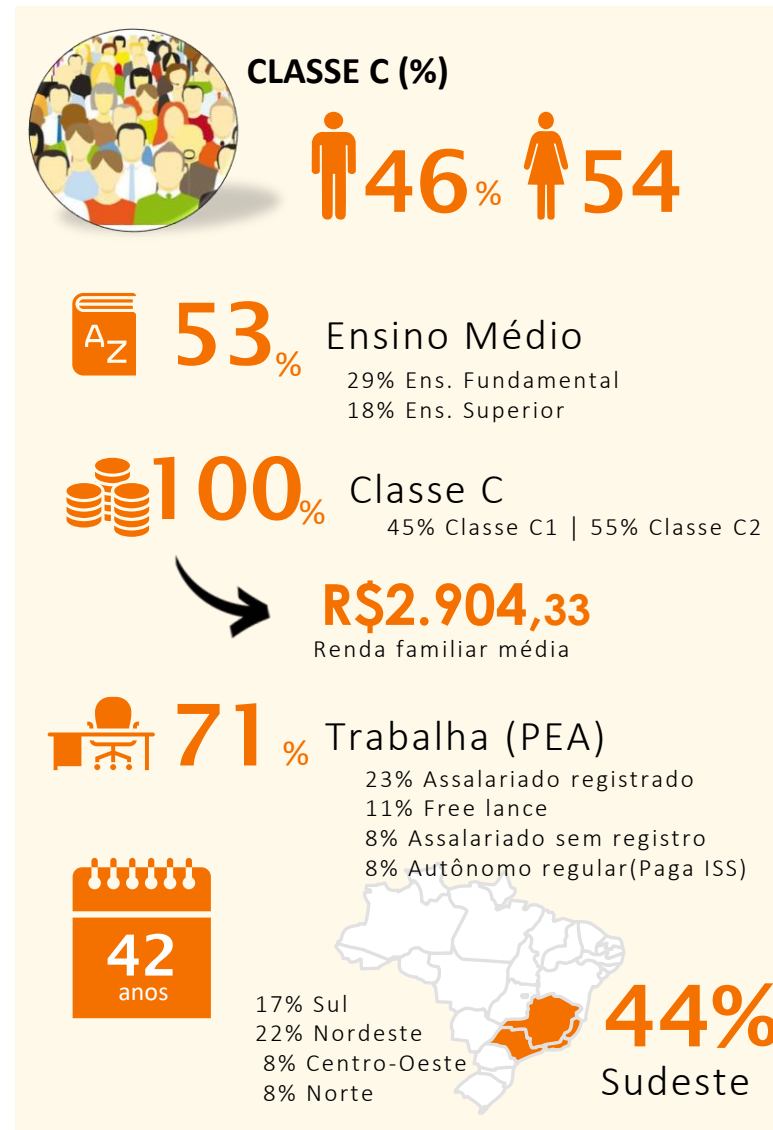 CLASSE C (%)
46% 54
AZ
53% Ensino Médio
29% Ens. Fundamental
18% Ens. Superior
100% Classe C
45% Classe C1 | 55% Classe C2
R$2.904,33
Renda familiar média
71 % Trabalha (PEA)
23% Assalariado registrado
11% Free lance
8% Assalariado sem registro
8% Autônomo regular(Paga ISS)
42
anos
17% Sul
22% Nordeste
8% Centro-Oeste
8% Norte
44%
Sudeste